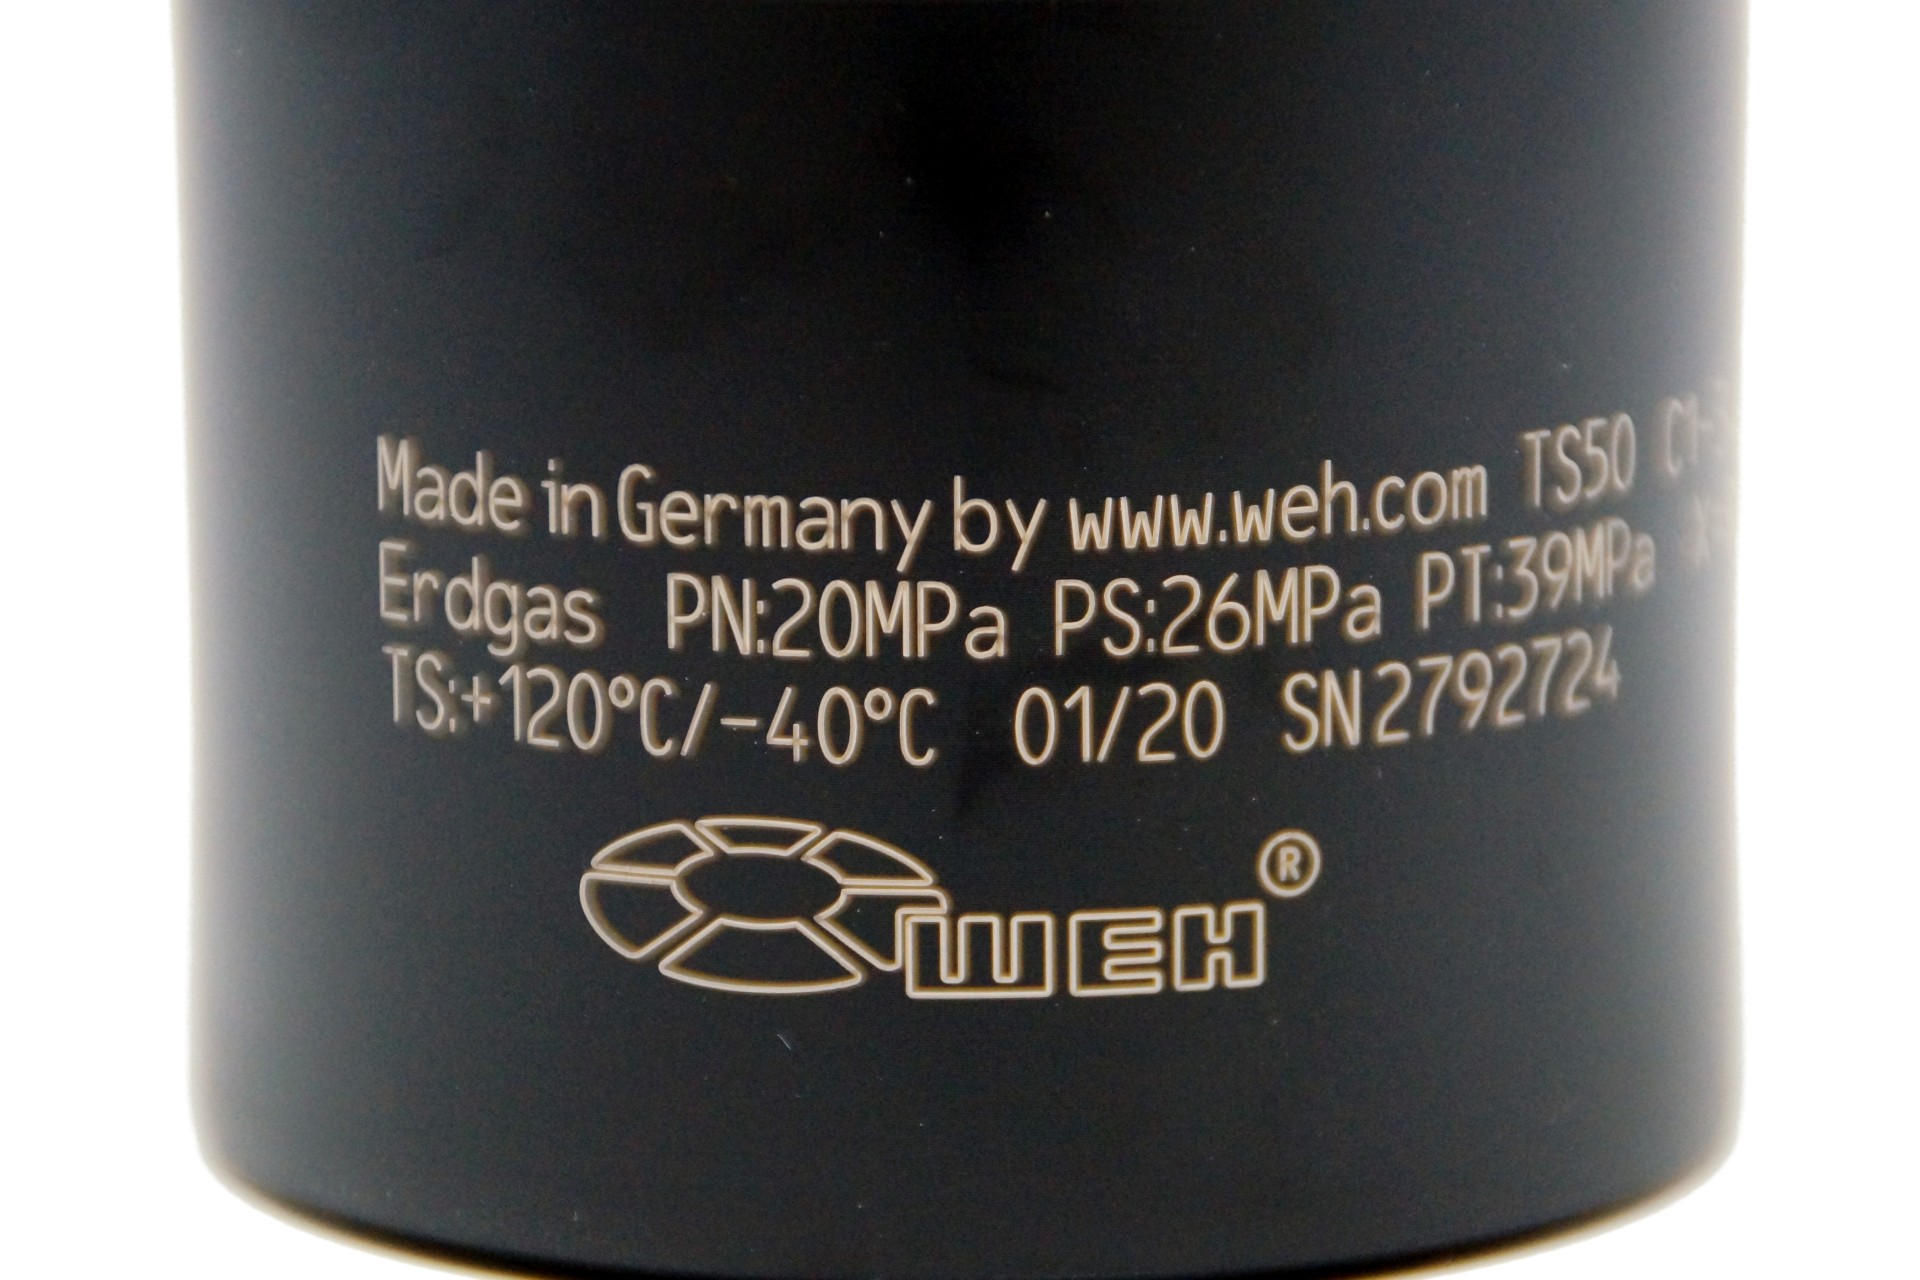 Made in Germany by www.weh.com TS50
Erdgas PN:20MPa PS:26MPa PT:39MPa
TS:+120°C/-40°C 01/20 SN2792724
WEH®